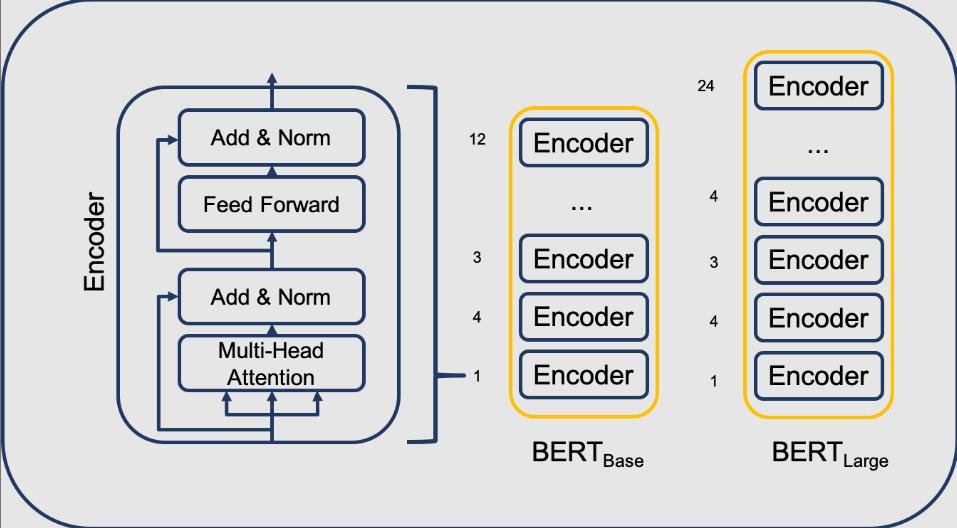 Encoder
Add & Norm
Feed Forward
Add & Norm
Multi-Head
Attention
12
Encoder
...
3
Encoder
4
Encoder
1
Encoder
BERTBase
24
Encoder
...
4
Encoder
3
Encoder
4
Encoder
1
Encoder
BERTLarge